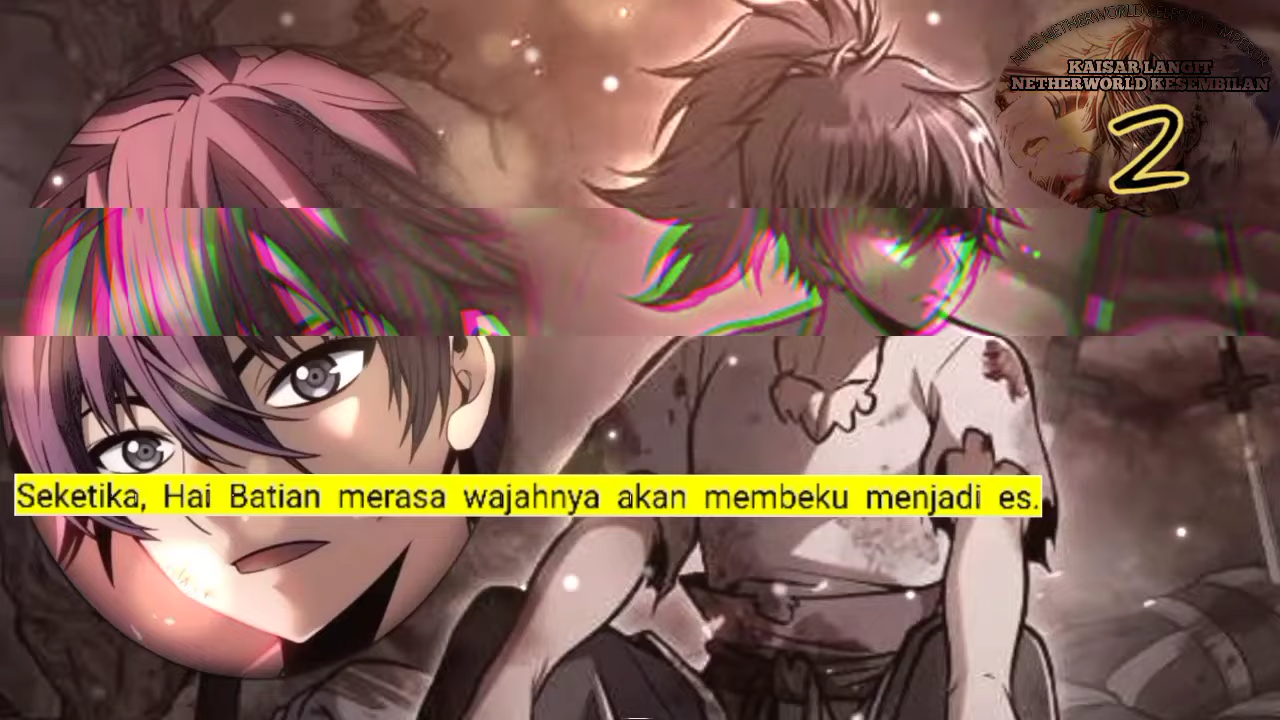 KAISAR LANGIT
NETHERWORLD KESEMBILAN
2
Seketika, Hai Batian merasa wajahnya akan membeku menjadi es.